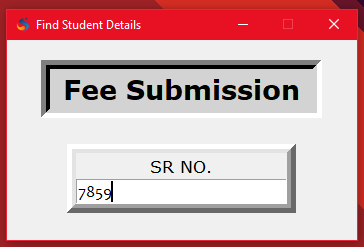 Find Student Details
Fee Submission
SR NO.
7859